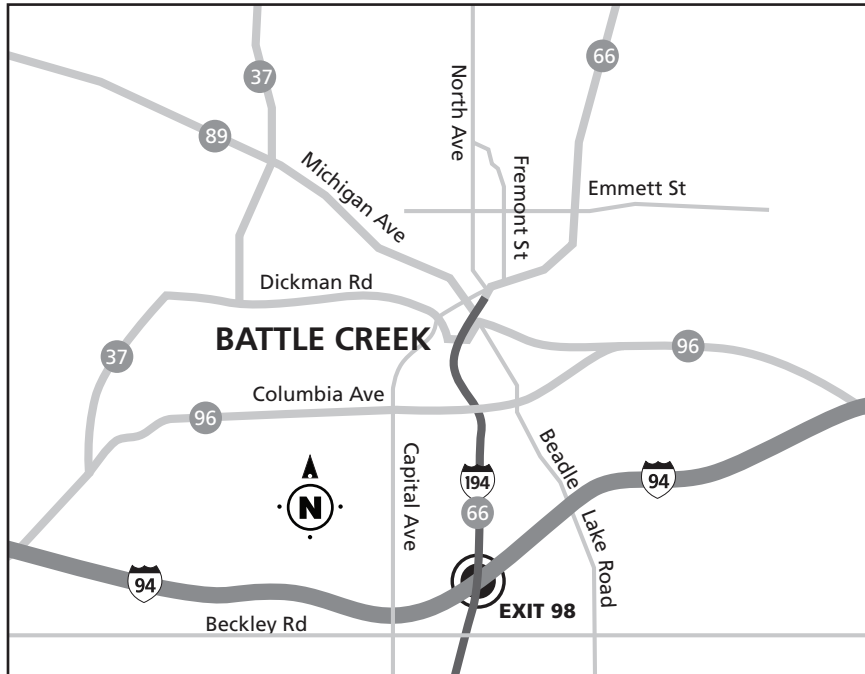 66
37
North Ave
89
Michigan Ave
Fremont St
Emmett St
Dickman Rd
BATTLE CREEK
96
37
Columbia Ave
96
Capital Ave
Beadle Lake Road
194
94
66
N
94
EXIT 98
Beckley Rd